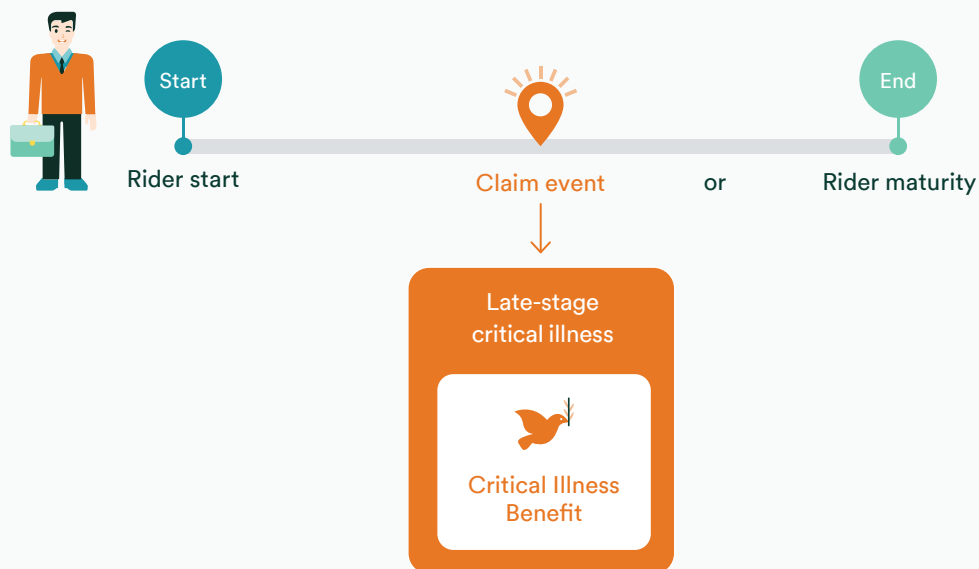 Start
End
Rider start
Claim event
or
Rider maturity
Late-stage
critical illness
Critical Illness
Benefit